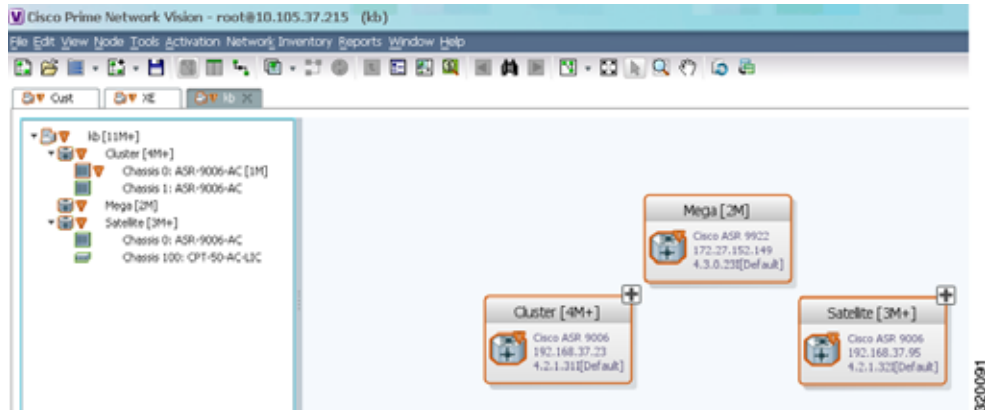 V Cisco Prime Network Vision - root@10.105.37.215 (kb)
File Edit View Node Tools Activation Network Inventory Reports Window Help
Cust
XE
kb
kb [11M+]
Cluster [4M+]
Chassis 0: ASR-9006-AC [1M]
Chassis 1: ASR-9006-AC
Mega [2M]
Satellite [3M+]
Chassis 0: ASR-9006-AC
Chassis 100: CPT-50-AC-LIC
Mega [2M]
Cisco ASR 9922
172.27.152.149
4.3.0.23I[Default]
Cluster [4M+]
Cisco ASR 9006
192.168.37.23
4.2.1.31I[Default]
Satellite [3M+]
Cisco ASR 9006
192.168.37.95
4.2.1.32I[Default]
320091